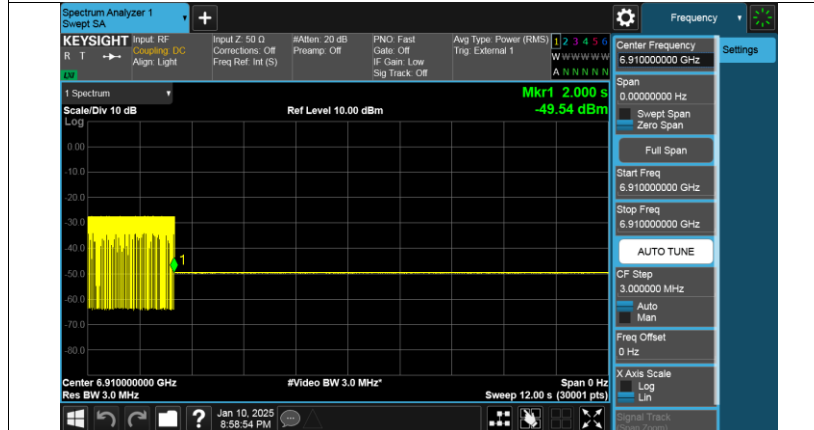 Spectrum Analyzer 1
Swept SA
+
Frequency
KEYSIGHT Input: RF Input Z: 50 Ω #Atten: 20 dB PNO: Fast Avg Type: Power (RMS) 1 2 3 4 5 6
R T Coupling: DC Corrections: Off Preamp: Off Gate: Off Trig: External 1 W W W W W W
Align: Light Freq Ref: Int (S) IF Gain: Low
Sig Track: Off A N N N N N
1 Spectrum
Mkr1 2.000 s
Scale/Div 10 dB Ref Level 10.00 dBm -49.54 dBm
Log
0.00
-10.0
-20.0
-30.0
-40.0
1
-50.0
-60.0
-70.0
-80.0
Center 6.910000000 GHz #Video BW 3.0 MHz* Span 0 Hz
Res BW 3.0 MHz Sweep 12.00 s (30001 pts)
? Jan 10, 2025
8:58:54 PM
Center Frequency
6.910000000 GHz
Settings
Span
0.00000000 Hz
Swept Span
Zero Span
Full Span
Start Freq
6.910000000 GHz
Stop Freq
6.910000000 GHz
AUTO TUNE
CF Step
3.000000 MHz
Auto
Man
Freq Offset
0 Hz
X Axis Scale
Log
Lin
Signal Track
(Span Zoom)